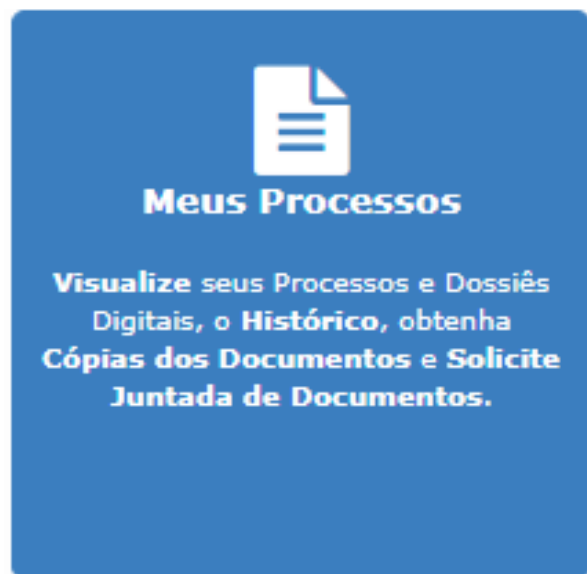 Meus Processos
Visualize seus Processos e Dossiês
Digitais, o Histórico, obtenha
Cópias dos Documentos e Solicite
Juntada de Documentos.